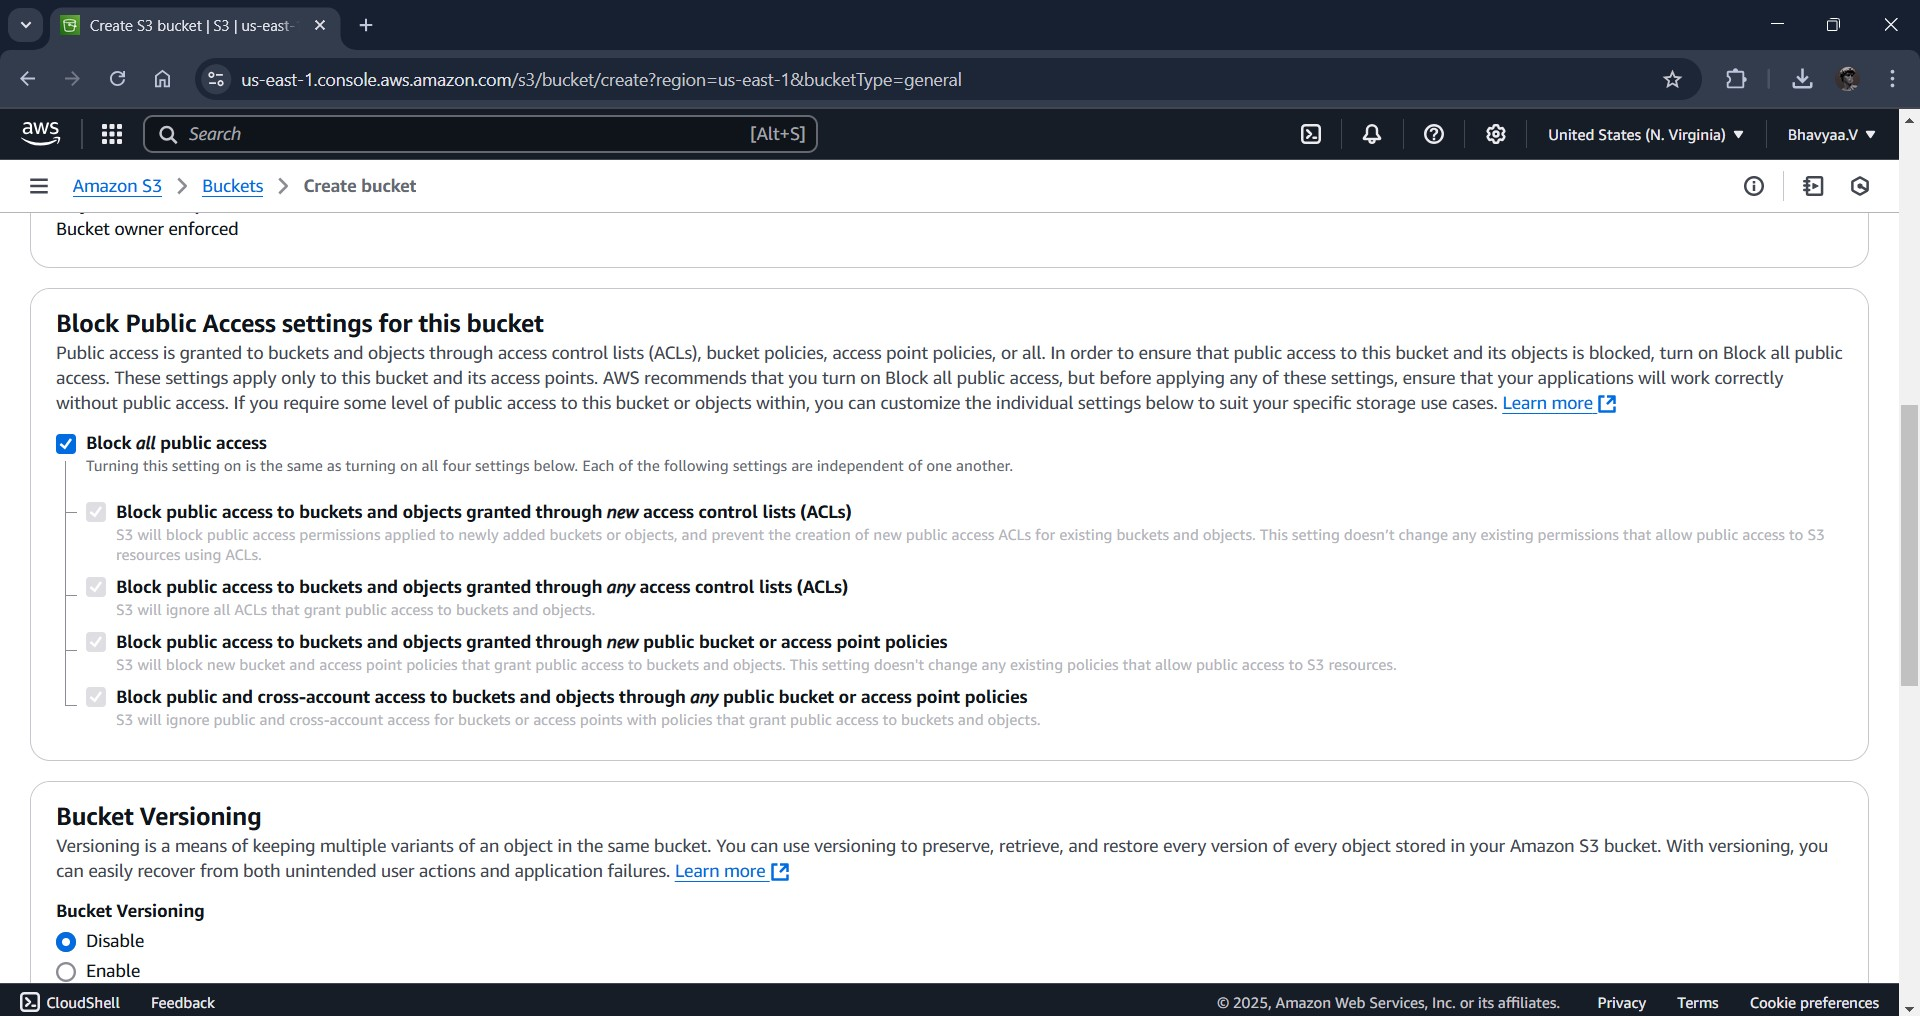 Create S3 bucket | S3 | us-east-
us-east-1.console.aws.amazon.com/s3/bucket/create?region=us-east-1&bucketType=general
aws
Search
[Alt+S]
United States (N. Virginia)
Bhavyaa.V
Amazon S3 > Buckets > Create bucket
Bucket owner enforced
Block Public Access settings for this bucket
Public access is granted to buckets and objects through access control lists (ACLs), bucket policies, access point policies, or all. In order to ensure that public access to this bucket and its objects is blocked, turn on Block all public
access. These settings apply only to this bucket and its access points. AWS recommends that you turn on Block all public access, but before applying any of these settings, ensure that your applications will work correctly
without public access. If you require some level of public access to this bucket or objects within, you can customize the individual settings below to suit your specific storage use cases. Learn more
Block all public access
Turning this setting on is the same as turning on all four settings below. Each of the following settings are independent of one another.
Block public access to buckets and objects granted through new access control lists (ACLs)
S3 will block public access permissions applied to newly added buckets or objects, and prevent the creation of new public access ACLs for existing buckets and objects. This setting doesn't change any existing permissions that allow public access to S3
resources using ACLs.
Block public access to buckets and objects granted through any access control lists (ACLs)
S3 will ignore all ACLs that grant public access to buckets and objects.
Block public access to buckets and objects granted through new public bucket or access point policies
S3 will block new bucket and access point policies that grant public access to buckets and objects. This setting doesn't change any existing policies that allow public access to S3 resources.
Block public and cross-account access to buckets and objects through any public bucket or access point policies
S3 will ignore public and cross-account access for buckets or access points with policies that grant public access to buckets and objects.
Bucket Versioning
Versioning is a means of keeping multiple variants of an object in the same bucket. You can use versioning to preserve, retrieve, and restore every version of every object stored in your Amazon S3 bucket. With versioning, you
can easily recover from both unintended user actions and application failures. Learn more
Bucket Versioning
Disable
Enable
CloudShell
Feedback
© 2025, Amazon Web Services, Inc. or its affiliates.
Privacy
Terms
Cookie preferences